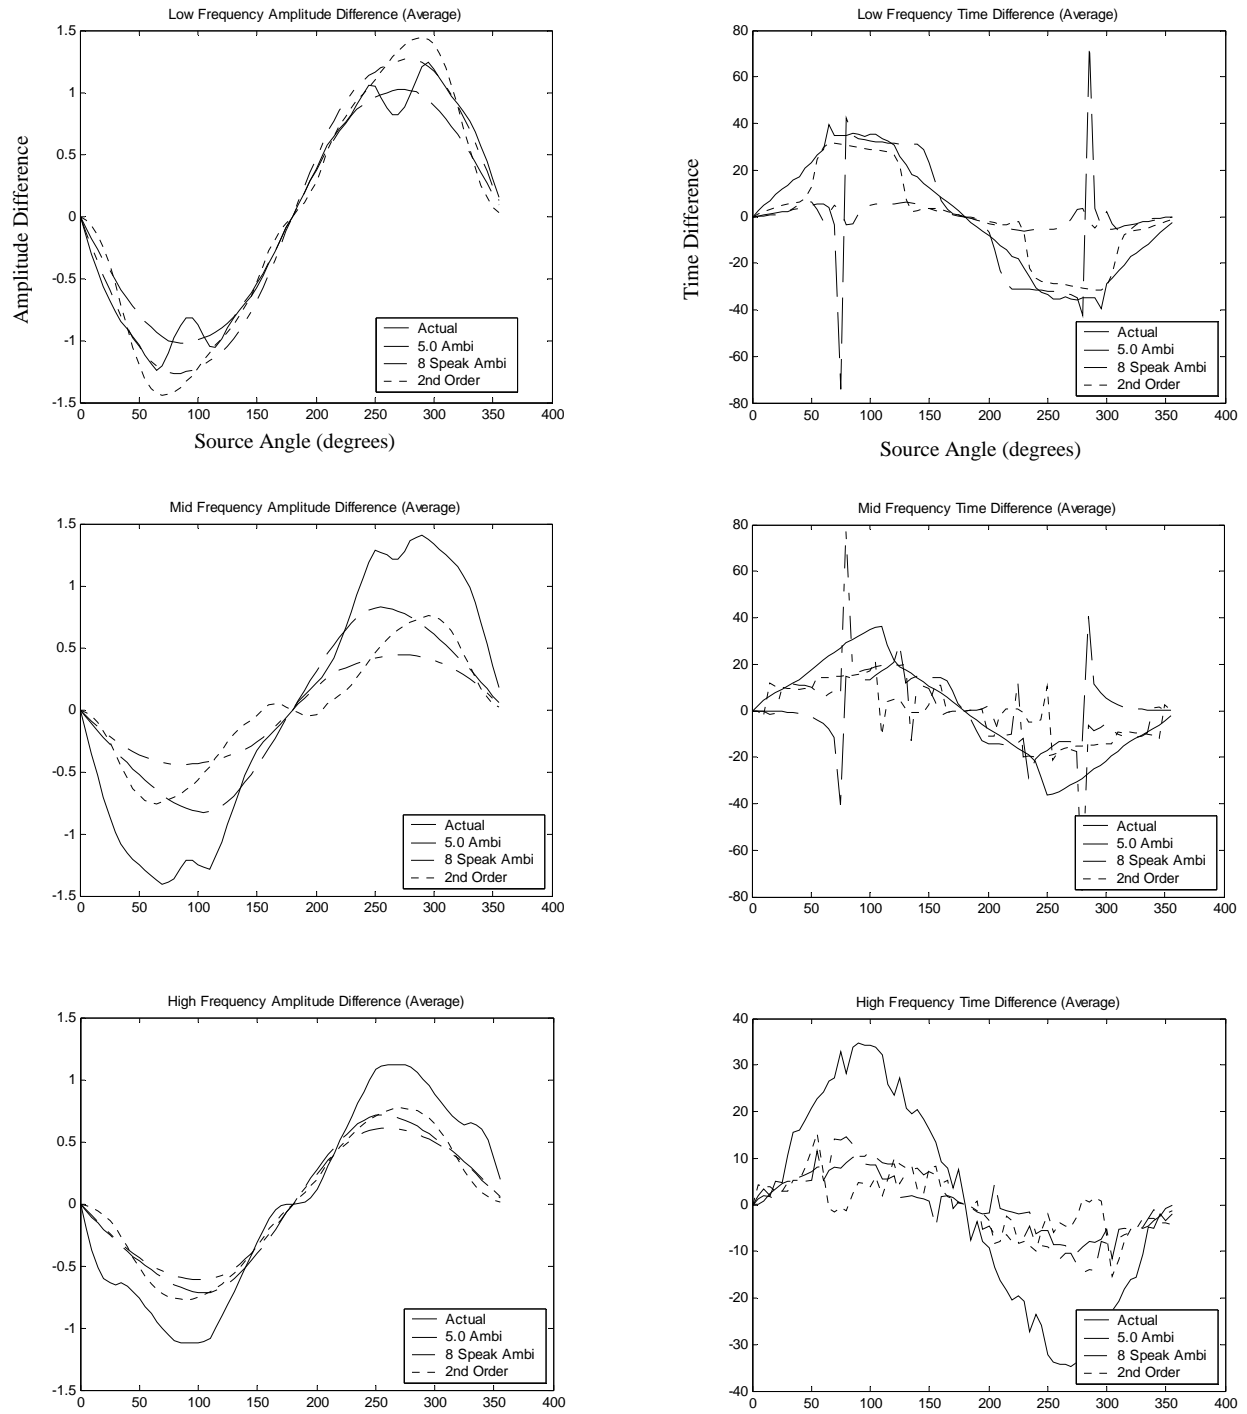 Low Frequency Amplitude Difference (Average)
1.5
1
0.5
0
-0.5
-1
-1.5
Amplitude Difference
0 50 100 150 200 250 300 350 400
Source Angle (degrees)
Actual
5.0 Ambi
8 Speak Ambi
2nd Order
Low Frequency Time Difference (Average)
80
60
40
20
0
-20
-40
-60
-80
Time Difference
0 50 100 150 200 250 300 350 400
Source Angle (degrees)
Actual
5.0 Ambi
8 Speak Ambi
2nd Order
Mid Frequency Amplitude Difference (Average)
1.5
1
0.5
0
-0.5
-1
-1.5
0 50 100 150 200 250 300 350 400
Actual
5.0 Ambi
8 Speak Ambi
2nd Order
Mid Frequency Time Difference (Average)
80
60
40
20
0
-20
-40
-60
-80
0 50 100 150 200 250 300 350 400
Actual
5.0 Ambi
8 Speak Ambi
2nd Order
High Frequency Amplitude Difference (Average)
1.5
1
0.5
0
-0.5
-1
-1.5
0 50 100 150 200 250 300 350 400
Actual
5.0 Ambi
8 Speak Ambi
2nd Order
High Frequency Time Difference (Average)
40
30
20
10
0
-10
-20
-30
-40
0 50 100 150 200 250 300 350 400
Actual
5.0 Ambi
8 Speak Ambi
2nd Order